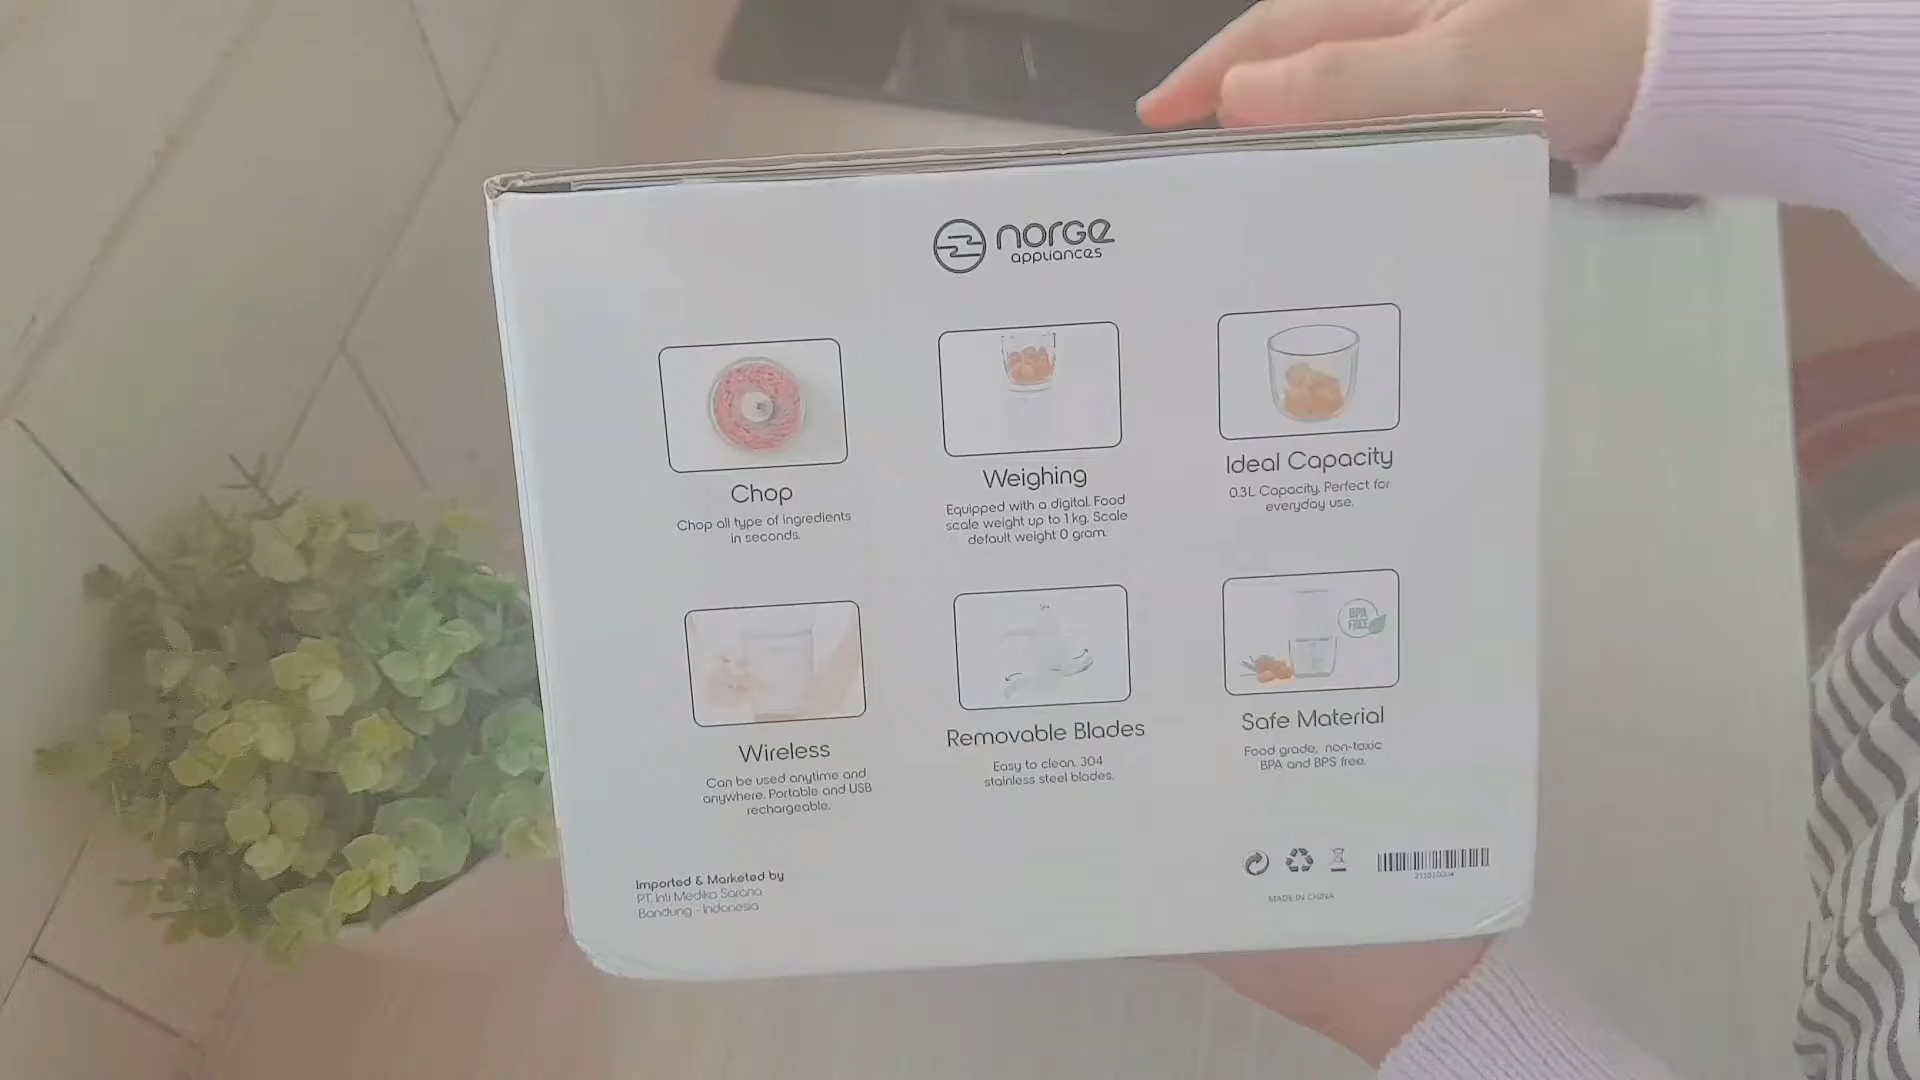 norge
appliances
Chop
Chop all type of ingredients
in seconds.
Weighing
Equipped with a digital. Food
scale weight up to 1 kg. Scale
default weight 0 gram.
Ideal Capacity
0.3L Capacity. Perfect for
everyday use.
Wireless
Can be used anytime and
anywhere. Portable and USB
rechargeable.
Removable Blades
Easy to clean. 304
stainless steel blades.
BPA
FREE
Safe Material
Food grade, non-toxic
BPA and BPS free.
Imported & Marketed by
PT. Inti Medika Sarana
Bandung - Indonesia
MADE IN CHINA